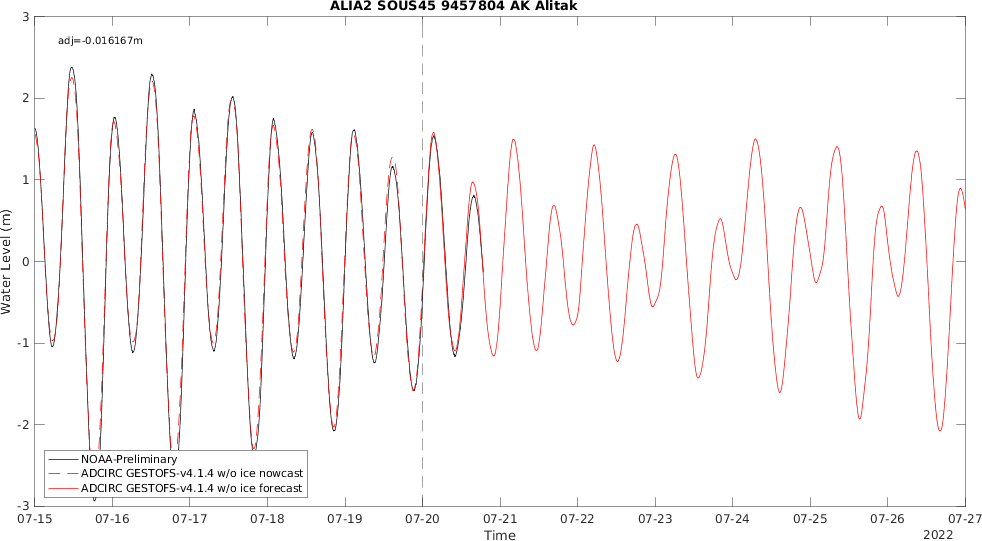 ALIA2 SOUS45 9457804 AK Alitak
adj=-0.016167m
Water Level (m)
3
2
1
0
-1
-2
-3
NOAA-Preliminary
ADCIRC GESTOFS-v4.1.4 w/o ice nowcast
ADCIRC GESTOFS-v4.1.4 w/o ice forecast
07-15 07-16 07-17 07-18 07-19 07-20 07-21 07-22 07-23 07-24 07-25 07-26 07-27
Time
2022